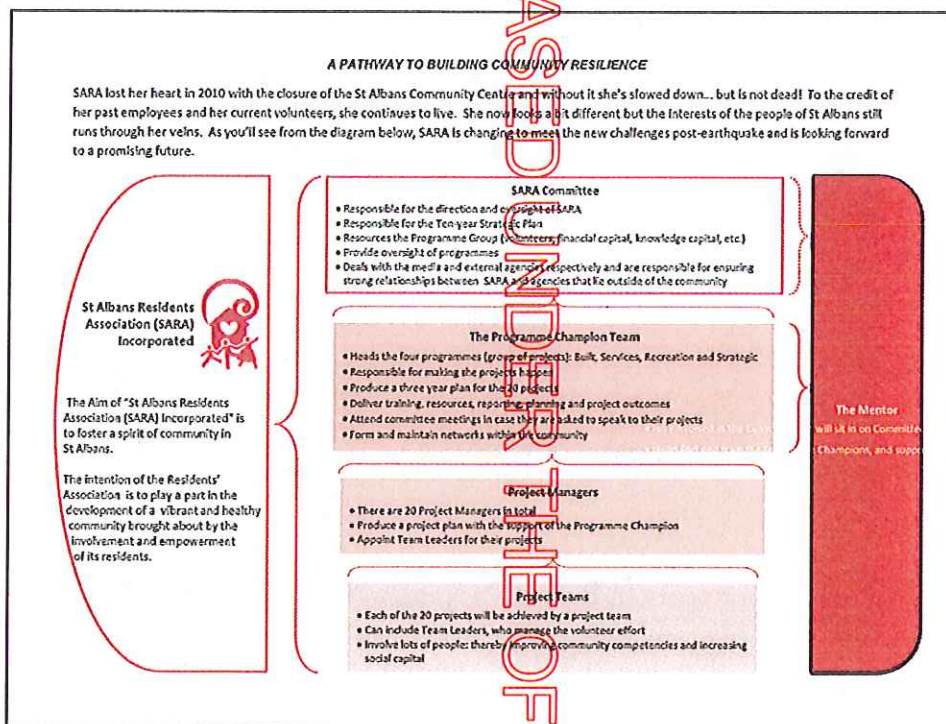 A PATHWAY TO BUILDING COMMUNITY RESILIENCE
SARA lost her heart in 2010 with the closure of the St Albans Community Centre and without it she's slowed down... but is not dead! To the credit of
her past employees and her current volunteers, she continues to live. She now looks a bit different but the interests of the people of St Albans still
runs through her veins. As you'll see from the diagram below, SARA is changing to meet the new challenges post-earthquake and is looking forward
to a promising future.
St Albans Residents
Association (SARA)
Incorporated
The Aim of "St Albans Residents
Association (SARA) Incorporated" is
to foster a spirit of community in
St Albans.
The intention of the Residents'
Association is to play a part in the
development of a vibrant and healthy
community brought about by the
involvement and empowerment
of its residents.
SARA Committee
• Responsible for the direction and oversight of SARA
• Responsible for the Ten-year Strategic Plan
• Resources the Programme Group (volunteers, financial capital, knowledge capital, etc.)
• Provide oversight of programmes
• Deals with the media and external agencies respectively and are responsible for ensuring
strong relationships between SARA and agencies that lie outside of the community
The Programme Champion Team
• Heads the four programmes (group of projects): Built, Services, Recreation and Strategic
• Responsible for making the projects happen
• Produce a three year plan for the 20 projects
• Deliver training, resources, reporting, planning and project outcomes
• Attend committee meetings in case they are asked to speak to their projects
• Form and maintain networks within the community
Project Managers
• There are 20 Project Managers in total
• Produce a project plan with the support of the Programme Champion
• Appoint Team Leaders for their projects
Project Teams
• Each of the 20 projects will be achieved by a project team
• Can include Team Leaders, who manage the volunteer effort
• Involve lots of people: thereby improving community competencies and increasing
social capital
The Mentor
will sit in on Committee
Champions, and suppo
ASED UNDER THE OF